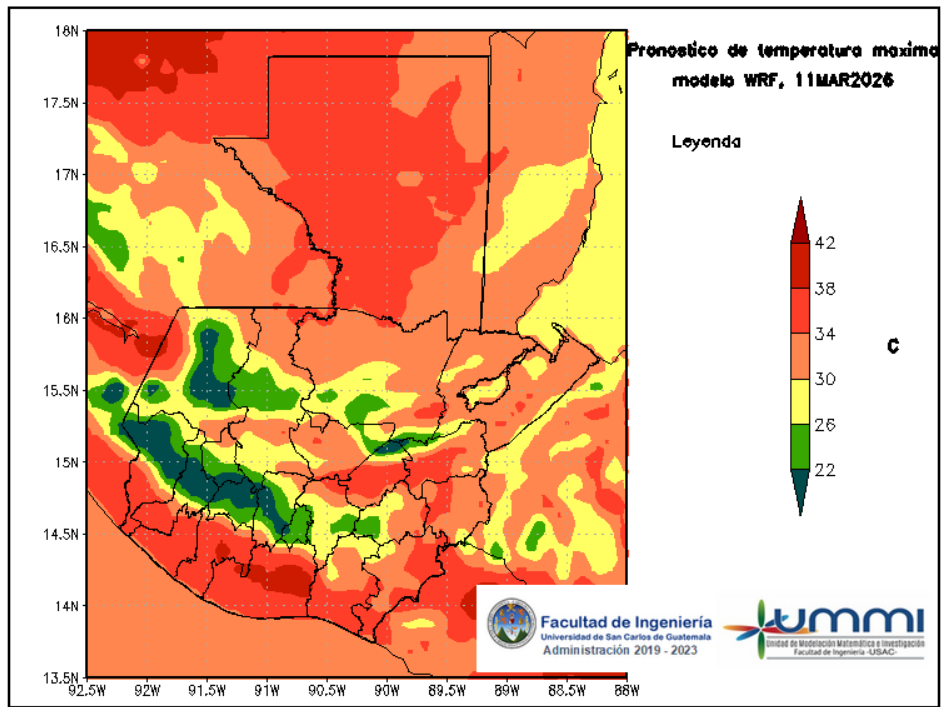 Pronostico de temperatura maxima
modelo WRF, 11MAR2026
Leyenda
42
38
34
30
26
22
C
18N
17.5N
17N
16.5N
16N
15.5N
15N
14.5N
14N
13.5N
92.5W
92W
91.5W
91W
90.5W
90W
89.5W
89W
88.5W
88W
Facultad de Ingeniería
Universidad de San Carlos de Guatemala
Administración 2019 - 2023
ummi
Unidad de Modelación Matemática e Investigación
Facultad de Ingeniería -USAC-